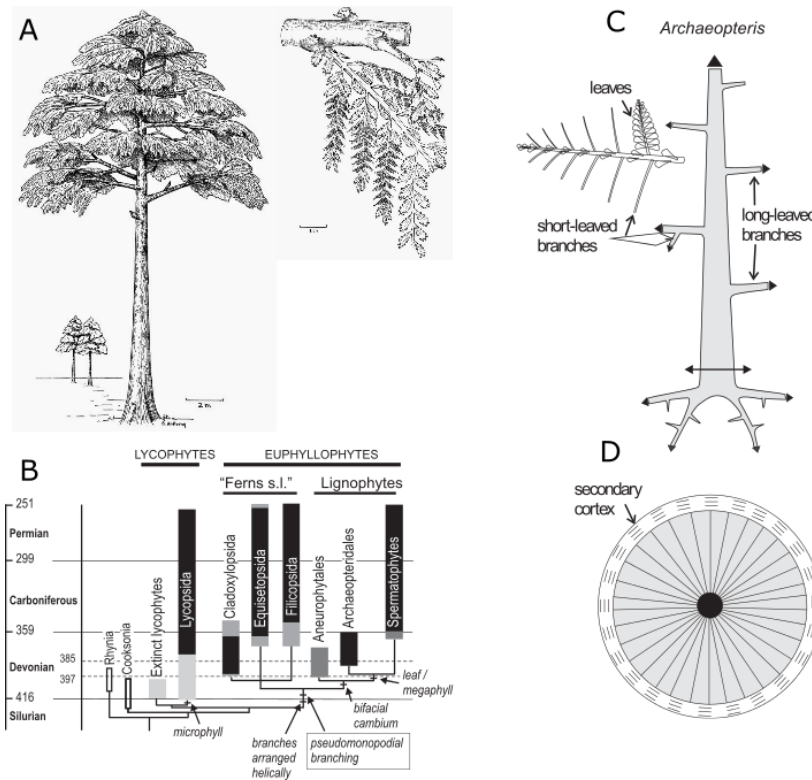 A
2 m
B
LYCOPHYTES
EUPHYLLOPHYTES
"Ferns s.l."
Lignophytes
251
Permian
299
Carboniferous
359
385
Devonian
397
416
Silurian
Rhynia
Cooksonia
Extinct lycophytes
Lycopsida
Cladoxylopsida
Equisetopsida
Filicopsida
Aneurophytales
Archaeopteridales
Spermatophytes
microphyll
branches
arranged
helically
pseudomonopodial
branching
bifacial
cambium
leaf /
megaphyll
C
Archaeopteris
leaves
short-leaved
branches
long-leaved
branches
D
secondary
cortex